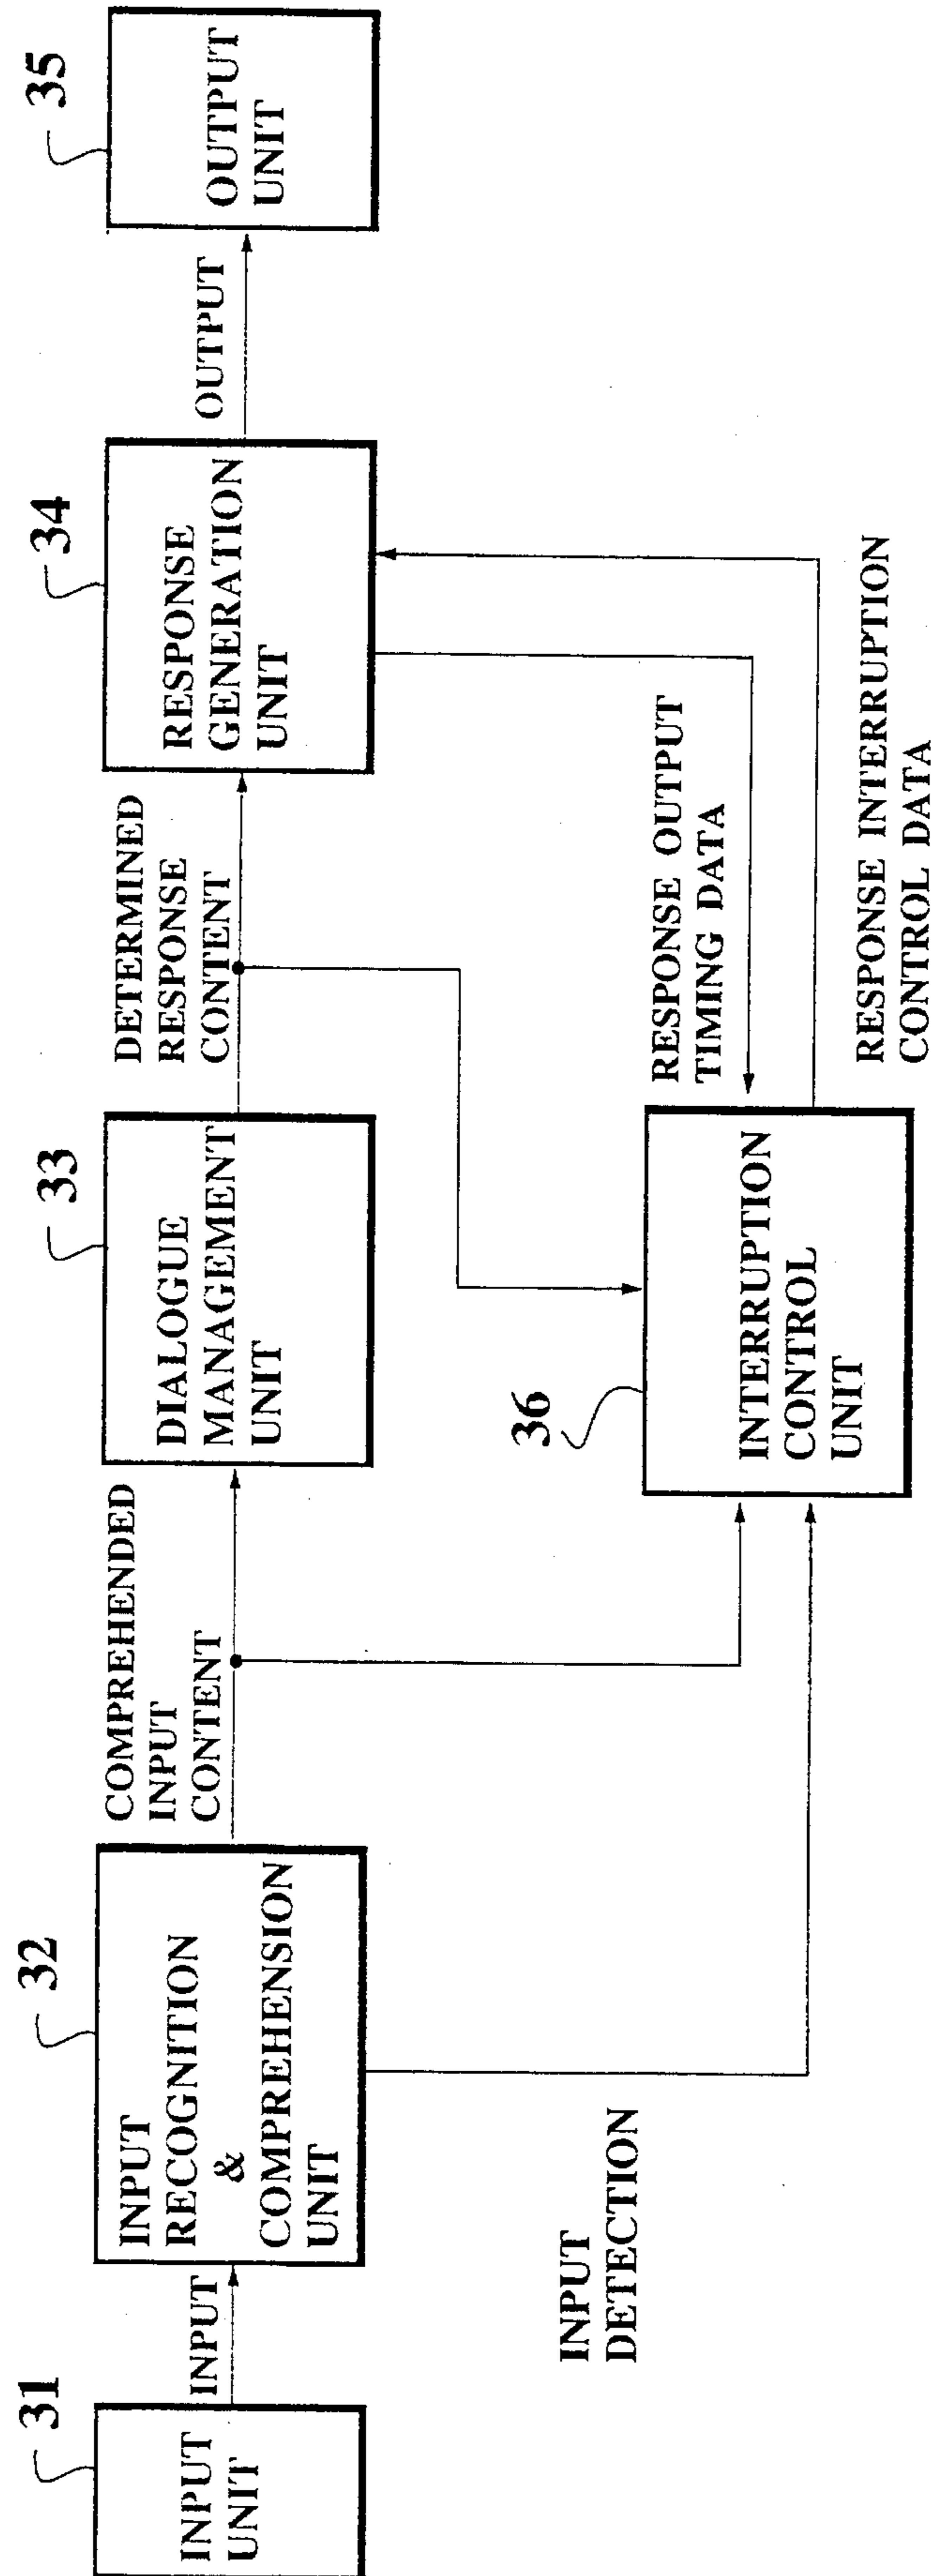 31
INPUT
UNIT
INPUT
32
INPUT
RECOGNITION
&
COMPREHENSION
UNIT
COMPREHENDED
INPUT
CONTENT
33
DIALOGUE
MANAGEMENT
UNIT
DETERMINED
RESPONSE
CONTENT
34
RESPONSE
GENERATION
UNIT
OUTPUT
35
OUTPUT
UNIT
INPUT
DETECTION
36
INTERRUPTION
CONTROL
UNIT
RESPONSE OUTPUT
TIMING DATA
RESPONSE INTERRUPTION
CONTROL DATA